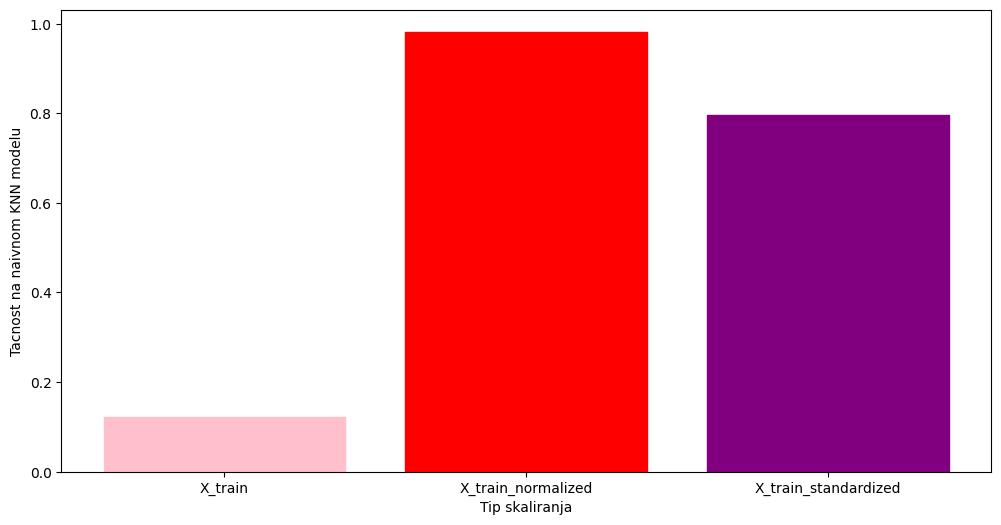 1.0
0.8
0.6
0.4
0.2
0.0
Tacnost na naivnom KNN modelu
X_train
X_train_normalized
X_train_standardized
Tip skaliranja